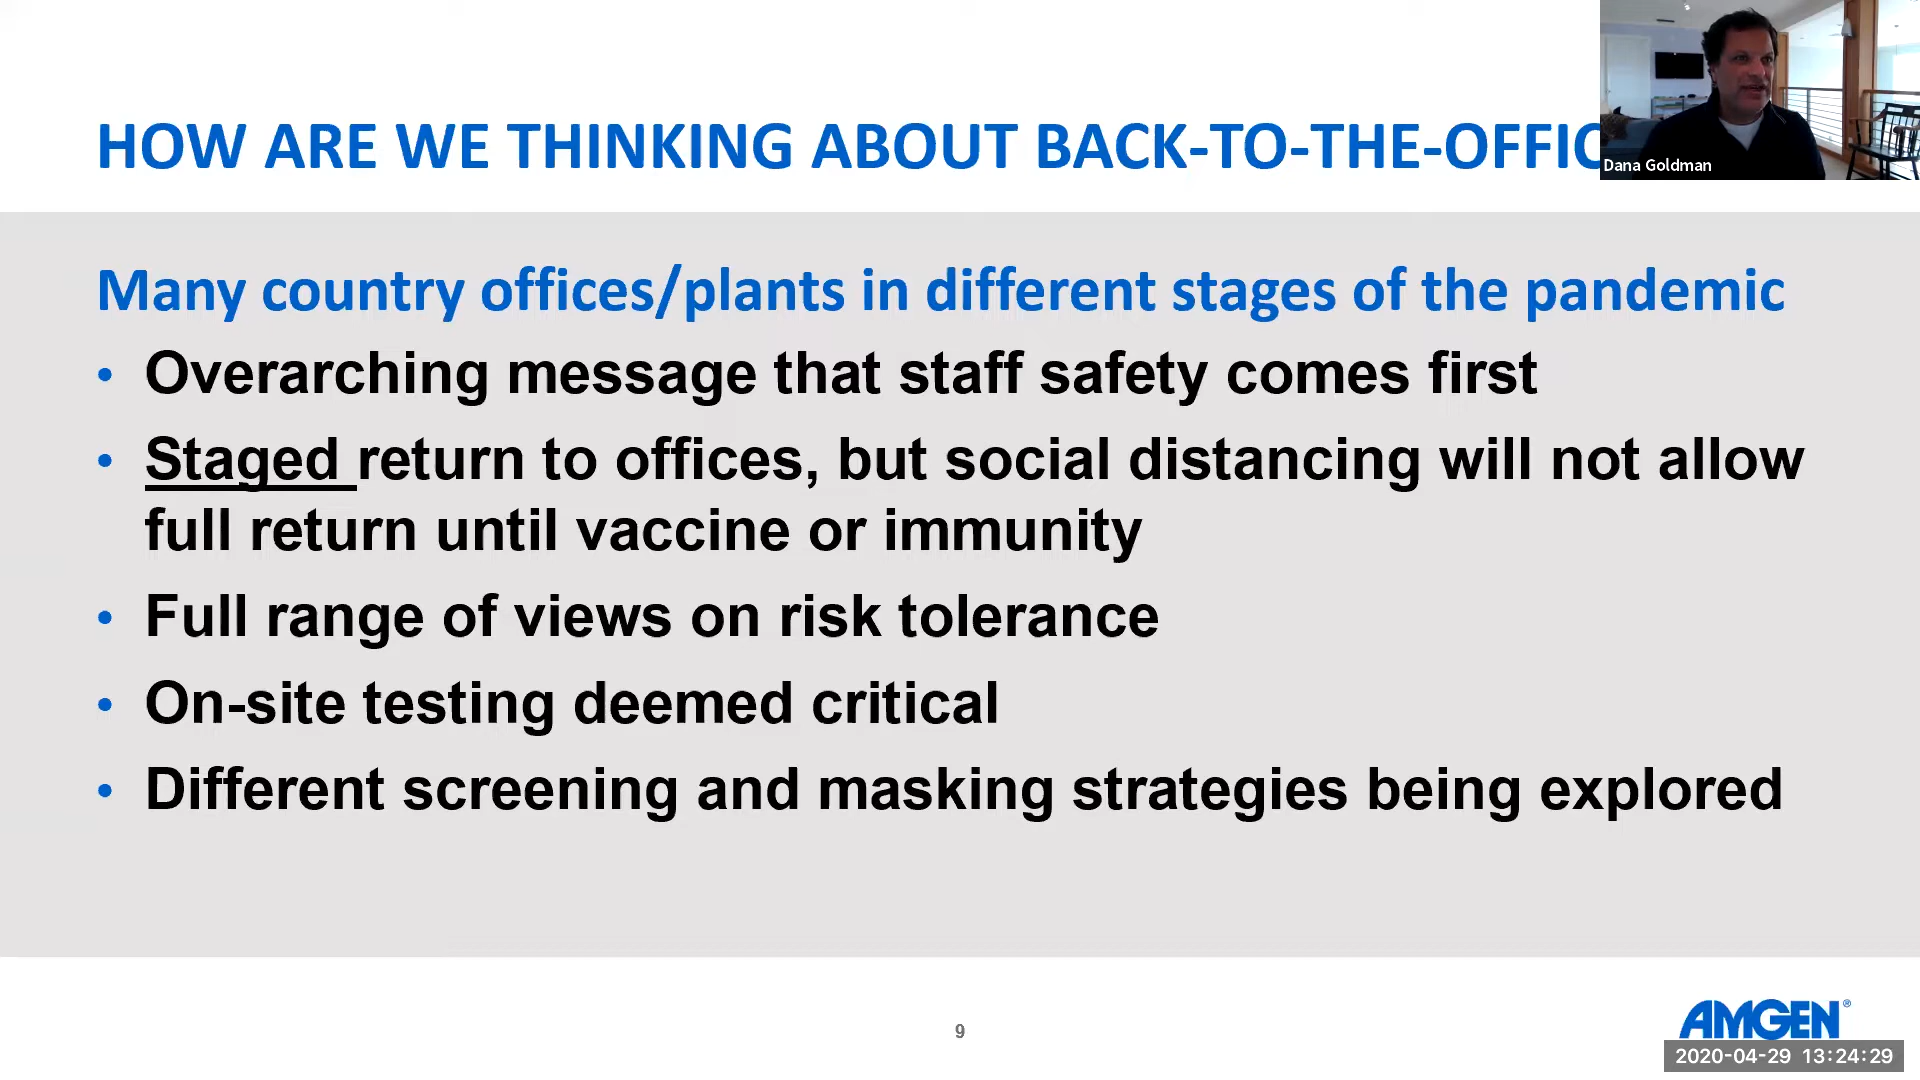 HOW ARE WE THINKING ABOUT BACK-TO-THE-OFFIC
Dana Goldman
Many country offices/plants in different stages of the pandemic
• Overarching message that staff safety comes first
• Staged return to offices, but social distancing will not allow
full return until vaccine or immunity
• Full range of views on risk tolerance
• On-site testing deemed critical
• Different screening and masking strategies being explored
9
AMGEN®
2020-04-29 13:24:29